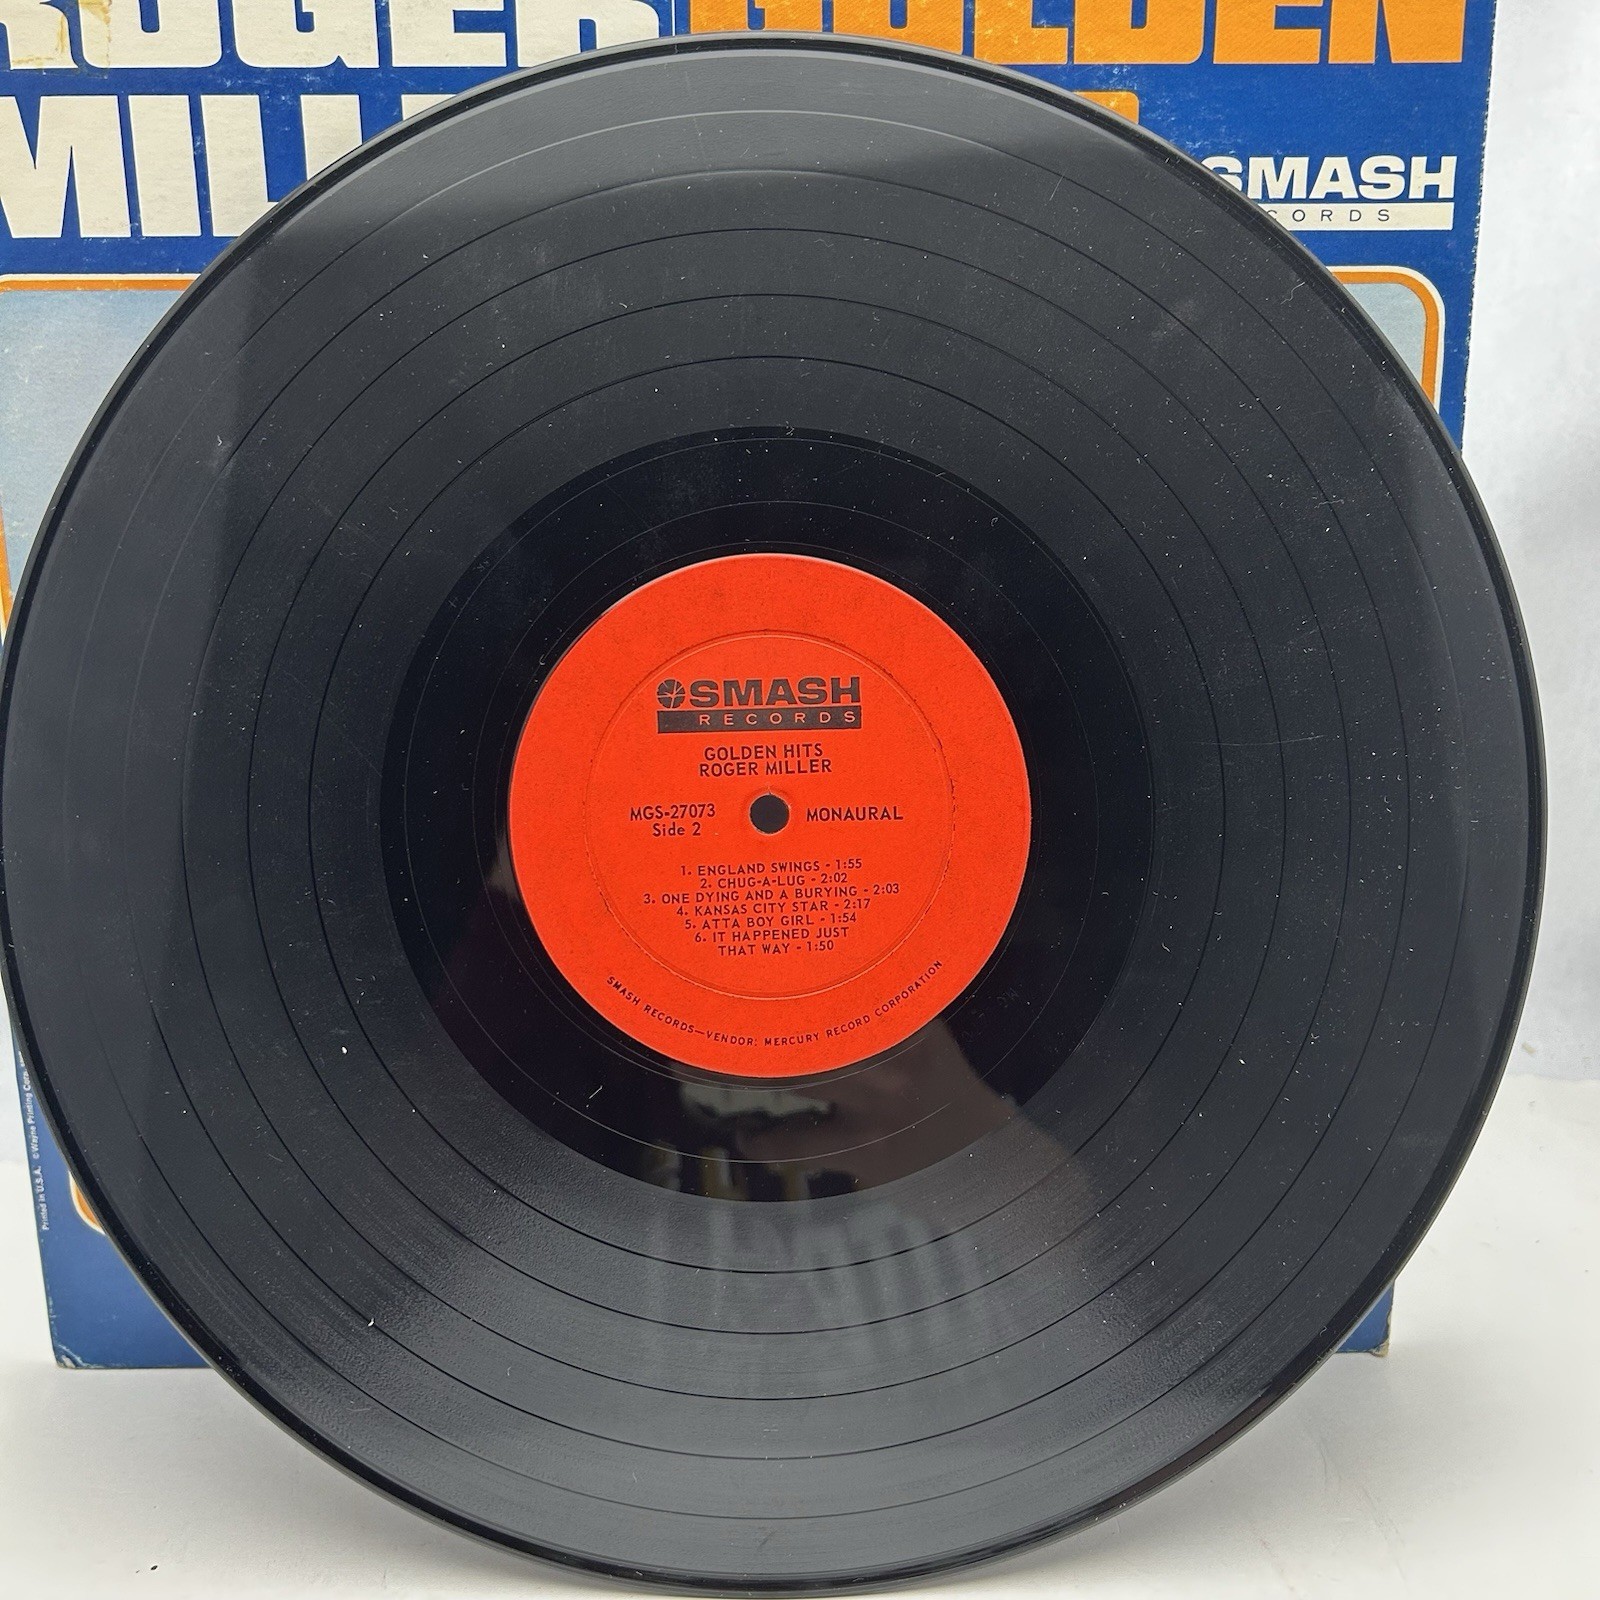 ROGER GOLDEN
SMASH
RECORDS
GOLDEN HITS
ROGER MILLER
MGS-27073 MONAURAL
Side 2
1. ENGLAND SWINGS - 1:55
2. CHUG-A-LUG - 2:02
3. ONE DYING AND A BURYING - 2:03
4. KANSAS CITY STAR - 2:17
5. ATTA BOY GIRL - 1:54
6. IT HAPPENED JUST
THAT WAY - 1:50
SMASH RECORDS—VENDOR: MERCURY RECORD CORPORATION
Printed in U.S.A. © Wayne Printing Corp.